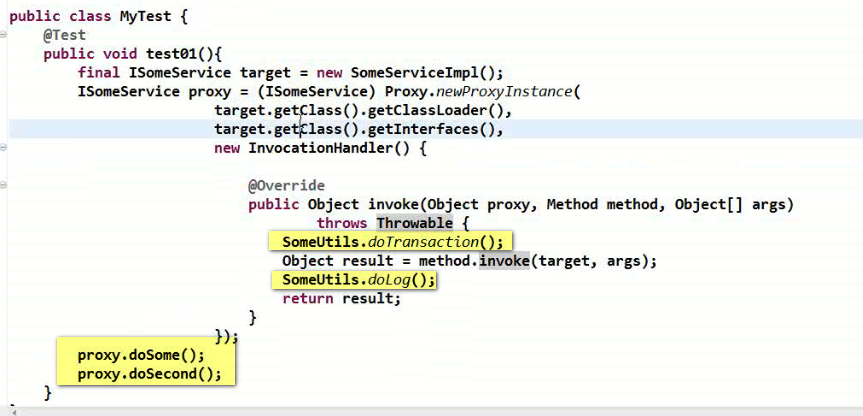 public class MyTest {
@Test
public void test01(){
final ISomeService target = new SomeServiceImpl();
ISomeService proxy = (ISomeService) Proxy.newProxyInstance(
target.getClass().getClassLoader(),
target.getClass().getInterfaces(),
new InvocationHandler() {
@Override
public Object invoke(Object proxy, Method method, Object[] args)
throws Throwable {
SomeUtils.doTransaction();
Object result = method.invoke(target, args);
SomeUtils.doLog();
return result;
}
});
proxy.doSome();
proxy.doSecond();
}